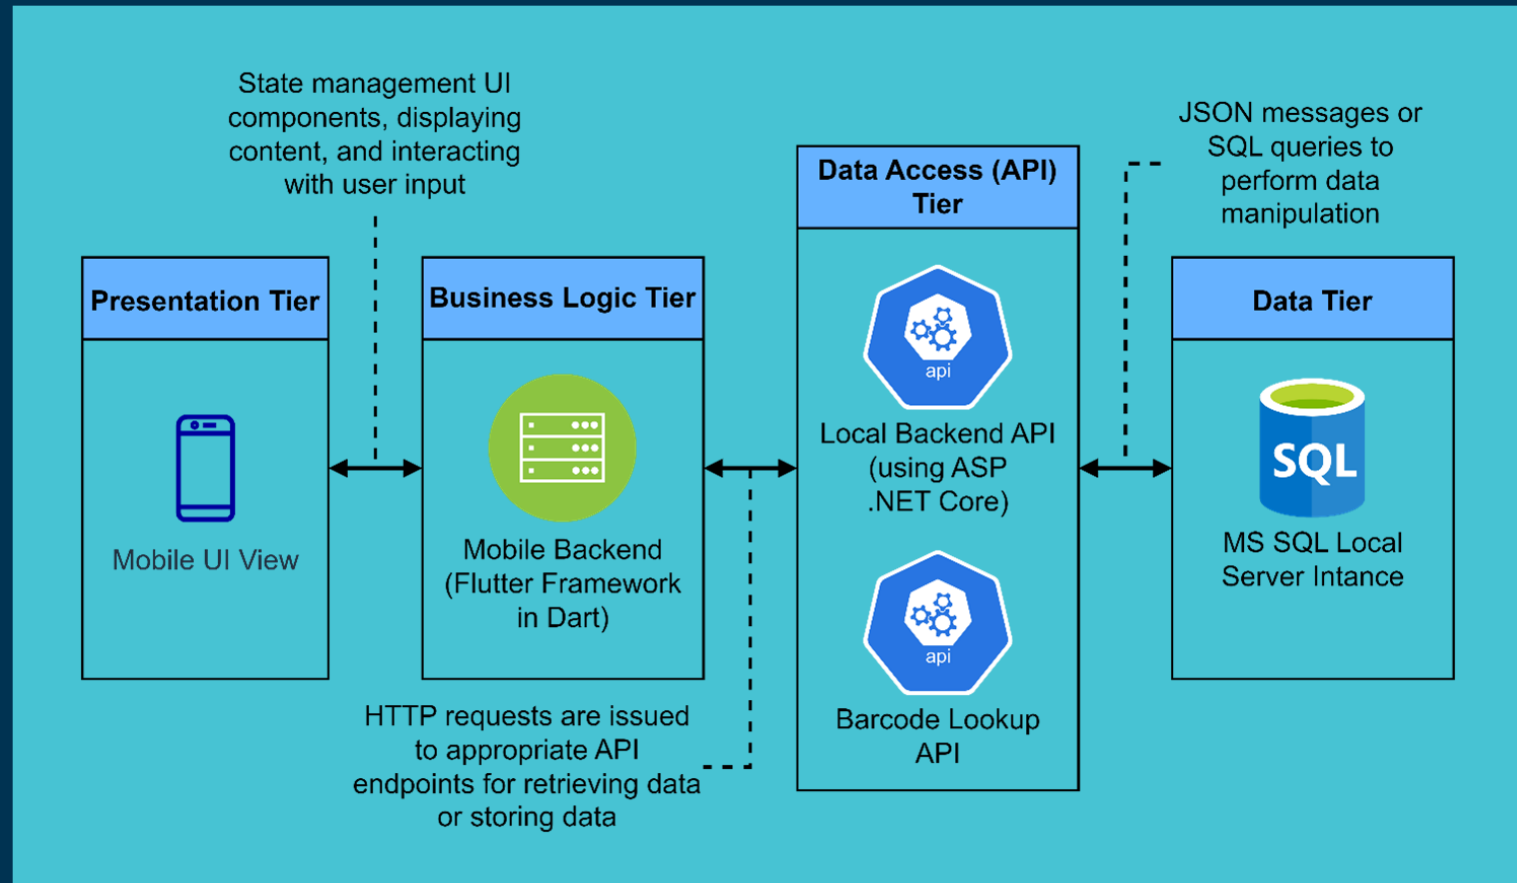 State management UI
components, displaying
content, and interacting
with user input
JSON messages or
SQL queries to
perform data
manipulation
Presentation Tier
Mobile UI View
Business Logic Tier
Mobile Backend
(Flutter Framework
in Dart)
Data Access (API)
Tier
api
Local Backend API
(using ASP
.NET Core)
api
Barcode Lookup
API
Data Tier
SQL
MS SQL Local
Server Intance
HTTP requests are issued
to appropriate API
endpoints for retrieving data
or storing data